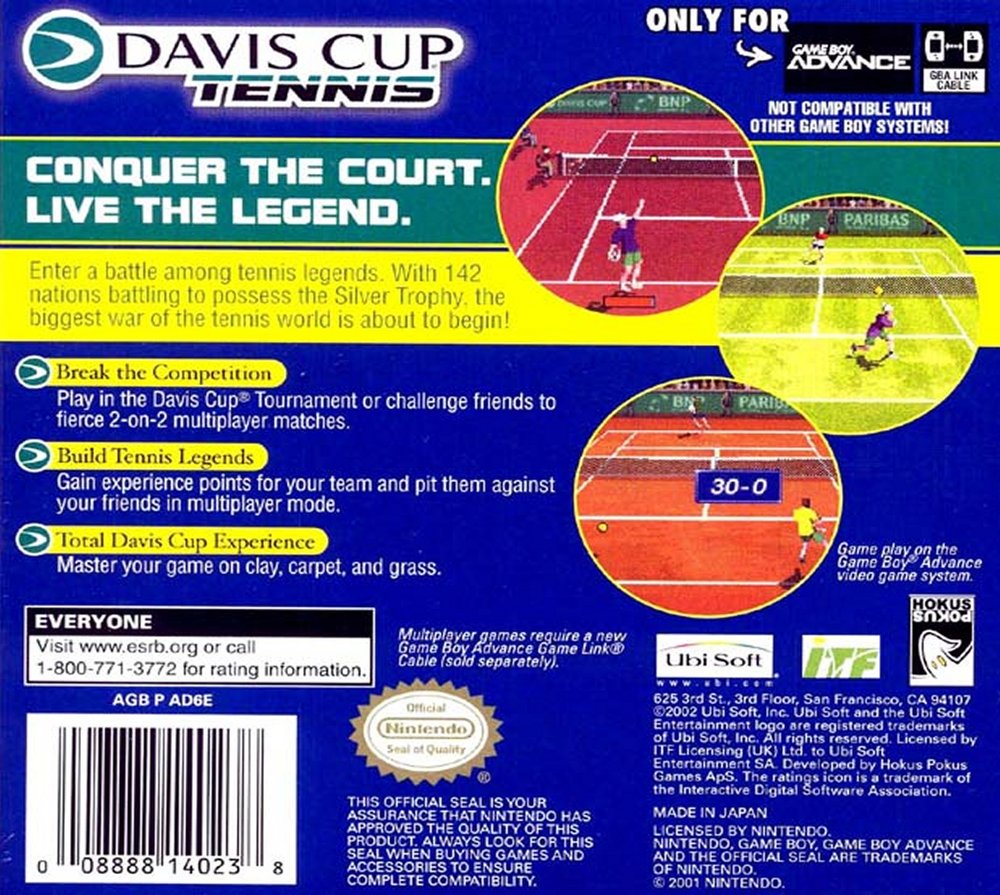 DAVIS CUP
TENNIS
ONLY FOR
GAME BOY
ADVANCE
GBA LINK
CABLE
NOT COMPATIBLE WITH
OTHER GAME BOY SYSTEMS!
CONQUER THE COURT.
LIVE THE LEGEND.
DAVIS CUP
BNP
BNP PARIBAS
Enter a battle among tennis legends. With 142
nations battling to possess the Silver Trophy, the
biggest war of the tennis world is about to begin!
Break the Competition
Play in the Davis Cup® Tournament or challenge friends to
fierce 2-on-2 multiplayer matches.
Build Tennis Legends
Gain experience points for your team and pit them against
your friends in multiplayer mode.
Total Davis Cup Experience
Master your game on clay, carpet, and grass.
BNP PARIB
30-0
Game play on the
Game Boy® Advance
video game system.
EVERYONE
Visit www.esrb.org or call
1-800-771-3772 for rating information.
AGB P AD6E
0 08888 14023 8
Multiplayer games require a new
Game Boy Advance Game Link®
Cable (sold separately).
Official
Nintendo
Seal of Quality
®
THIS OFFICIAL SEAL IS YOUR
ASSURANCE THAT NINTENDO HAS
APPROVED THE QUALITY OF THIS
PRODUCT. ALWAYS LOOK FOR THIS
SEAL WHEN BUYING GAMES AND
ACCESSORIES TO ENSURE
COMPLETE COMPATIBILITY.
Ubi Soft
www.ubi.com
ITF
HOKUS
POKUS
625 3rd St., 3rd Floor, San Francisco, CA 94107
©2002 Ubi Soft, Inc. Ubi Soft and the Ubi Soft
Entertainment logo are registered trademarks
of Ubi Soft, Inc. All rights reserved. Licensed by
ITF Licensing (UK) Ltd. to Ubi Soft
Entertainment SA. Developed by Hokus Pokus
Games ApS. The ratings icon is a trademark of
the Interactive Digital Software Association.
MADE IN JAPAN
LICENSED BY NINTENDO.
NINTENDO, GAME BOY, GAME BOY ADVANCE
AND THE OFFICIAL SEAL ARE TRADEMARKS
OF NINTENDO.
© 2001 NINTENDO.